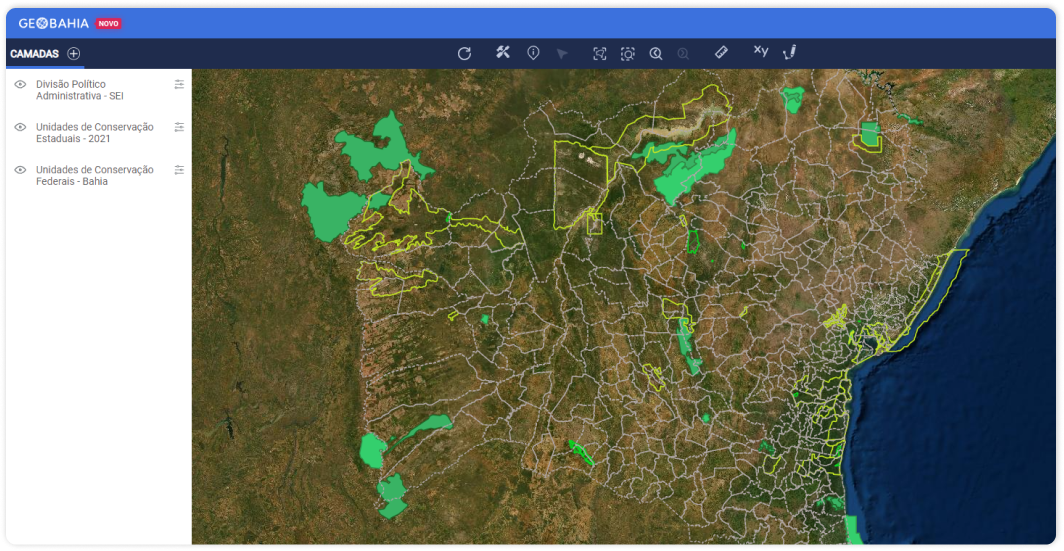 GEOBAHIA NOVO
CAMADAS
XY
Divisão Político
Administrativa - SEI
Unidades de Conservação
Estaduais - 2021
Unidades de Conservação
Federais - Bahia